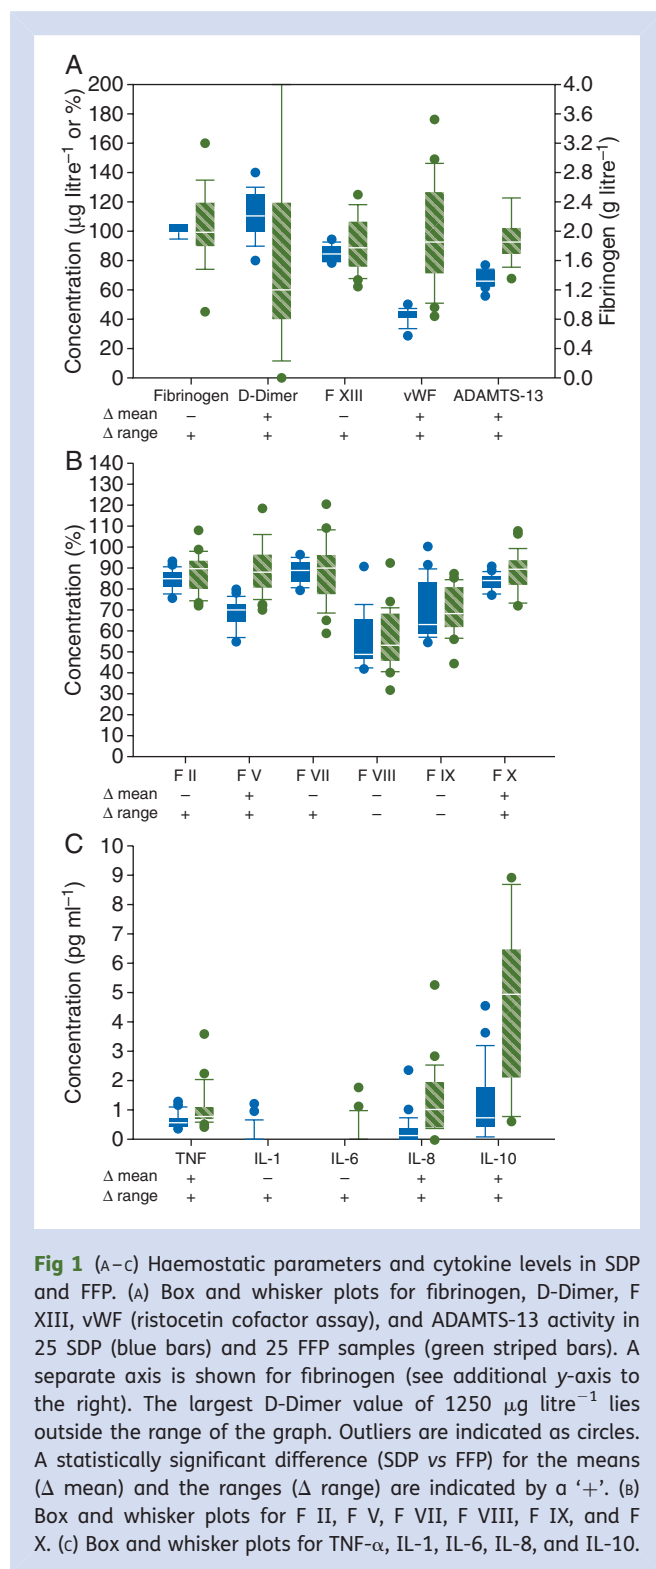 A
Concentration (μg litre⁻¹ or %)
200
180
160
140
120
100
80
60
40
20
0
4.0
3.6
3.2
2.8
2.4
2.0
1.6
1.2
0.8
0.4
0.0
Fibrinogen (g litre⁻¹)
Fibrinogen D-Dimer F XIII vWF ADAMTS-13
Δ mean – + – + +
Δ range + + + + +
B
Concentration (%)
140
130
120
110
100
90
80
70
60
50
40
30
20
10
0
F II F V F VII F VIII F IX F X
Δ mean – + – – – +
Δ range + + + – – +
C
Concentration (pg ml⁻¹)
10
9
8
7
6
5
4
3
2
1
0
TNF IL-1 IL-6 IL-8 IL-10
Δ mean + – – + +
Δ range + + + + +
Fig 1 (A–C) Haemostatic parameters and cytokine levels in SDP
and FFP. (A) Box and whisker plots for fibrinogen, D-Dimer, F
XIII, vWF (ristocetin cofactor assay), and ADAMTS-13 activity in
25 SDP (blue bars) and 25 FFP samples (green striped bars). A
separate axis is shown for fibrinogen (see additional y-axis to
the right). The largest D-Dimer value of 1250 μg litre⁻¹ lies
outside the range of the graph. Outliers are indicated as circles.
A statistically significant difference (SDP vs FFP) for the means
(Δ mean) and the ranges (Δ range) are indicated by a ‘+’. (B)
Box and whisker plots for F II, F V, F VII, F VIII, F IX, and F
X. (C) Box and whisker plots for TNF-α, IL-1, IL-6, IL-8, and IL-10.